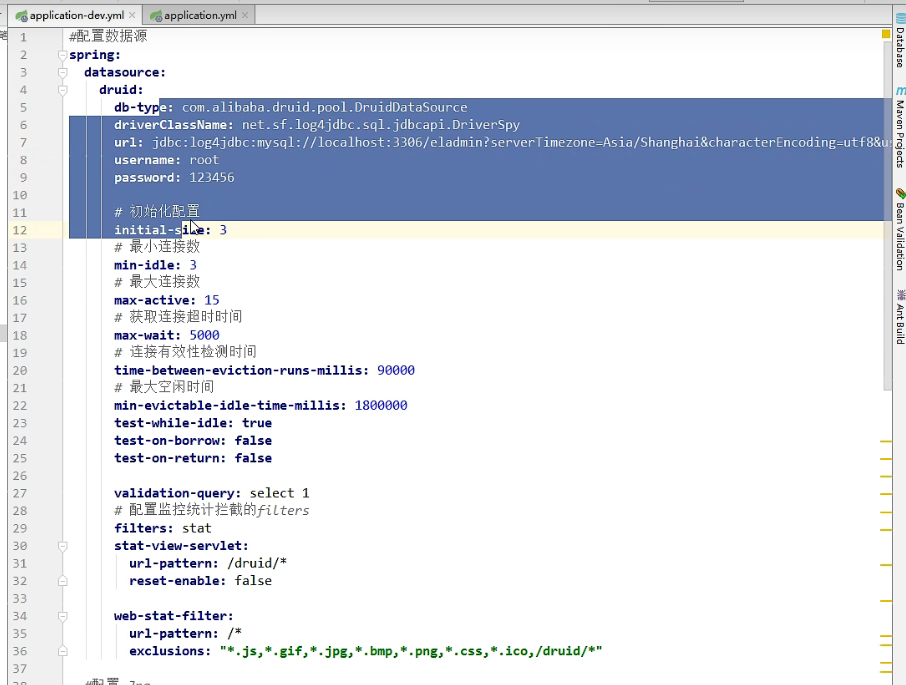 application-dev.yml
application.yml
1 #配置数据源
2 spring:
3 datasource:
4 druid:
5 db-type: com.alibaba.druid.pool.DruidDataSource
6 driverClassName: net.sf.log4jdbc.sql.jdbcapi.DriverSpy
7 url: jdbc:log4jdbc:mysql://localhost:3306/eladmin?serverTimezone=Asia/Shanghai&characterEncoding=utf8&u
8 username: root
9 password: 123456
10
11 # 初始化配置
12 initial-size: 3
13 # 最小连接数
14 min-idle: 3
15 # 最大连接数
16 max-active: 15
17 # 获取连接超时时间
18 max-wait: 5000
19 # 连接有效性检测时间
20 time-between-eviction-runs-millis: 90000
21 # 最大空闲时间
22 min-evictable-idle-time-millis: 1800000
23 test-while-idle: true
24 test-on-borrow: false
25 test-on-return: false
26
27 validation-query: select 1
28 # 配置监控统计拦截的filters
29 filters: stat
30 stat-view-servlet:
31 url-pattern: /druid/*
32 reset-enable: false
33
34 web-stat-filter:
35 url-pattern: /*
36 exclusions: "*.js,*.gif,*.jpg,*.bmp,*.png,*.css,*.ico,/druid/*"
37
Database
Maven Projects
Bean Validation
Ant Build